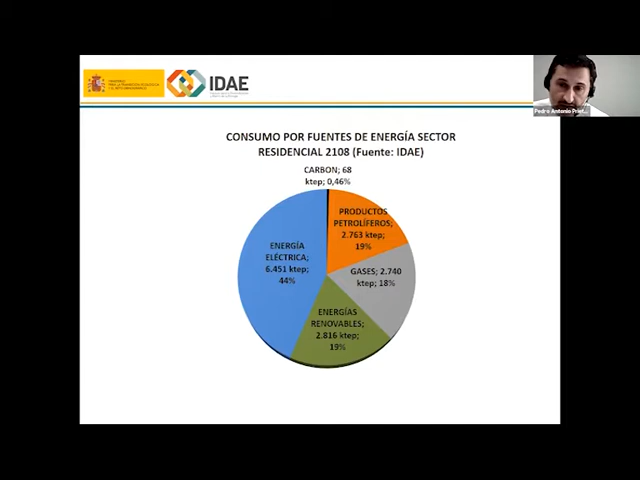 IDAE
Pedro Antonio Prieto...
CONSUMO POR FUENTES DE ENERGÍA SECTOR
RESIDENCIAL 2108 (Fuente: IDAE)
CARBON; 68
ktep; 0,46%
PRODUCTOS
PETROLÍFEROS;
2.763 ktep;
19%
ENERGÍA
ELÉCTRICA;
6.451 ktep;
44%
GASES; 2.740
ktep; 18%
ENERGÍAS
RENOVABLES;
2.816 ktep;
19%